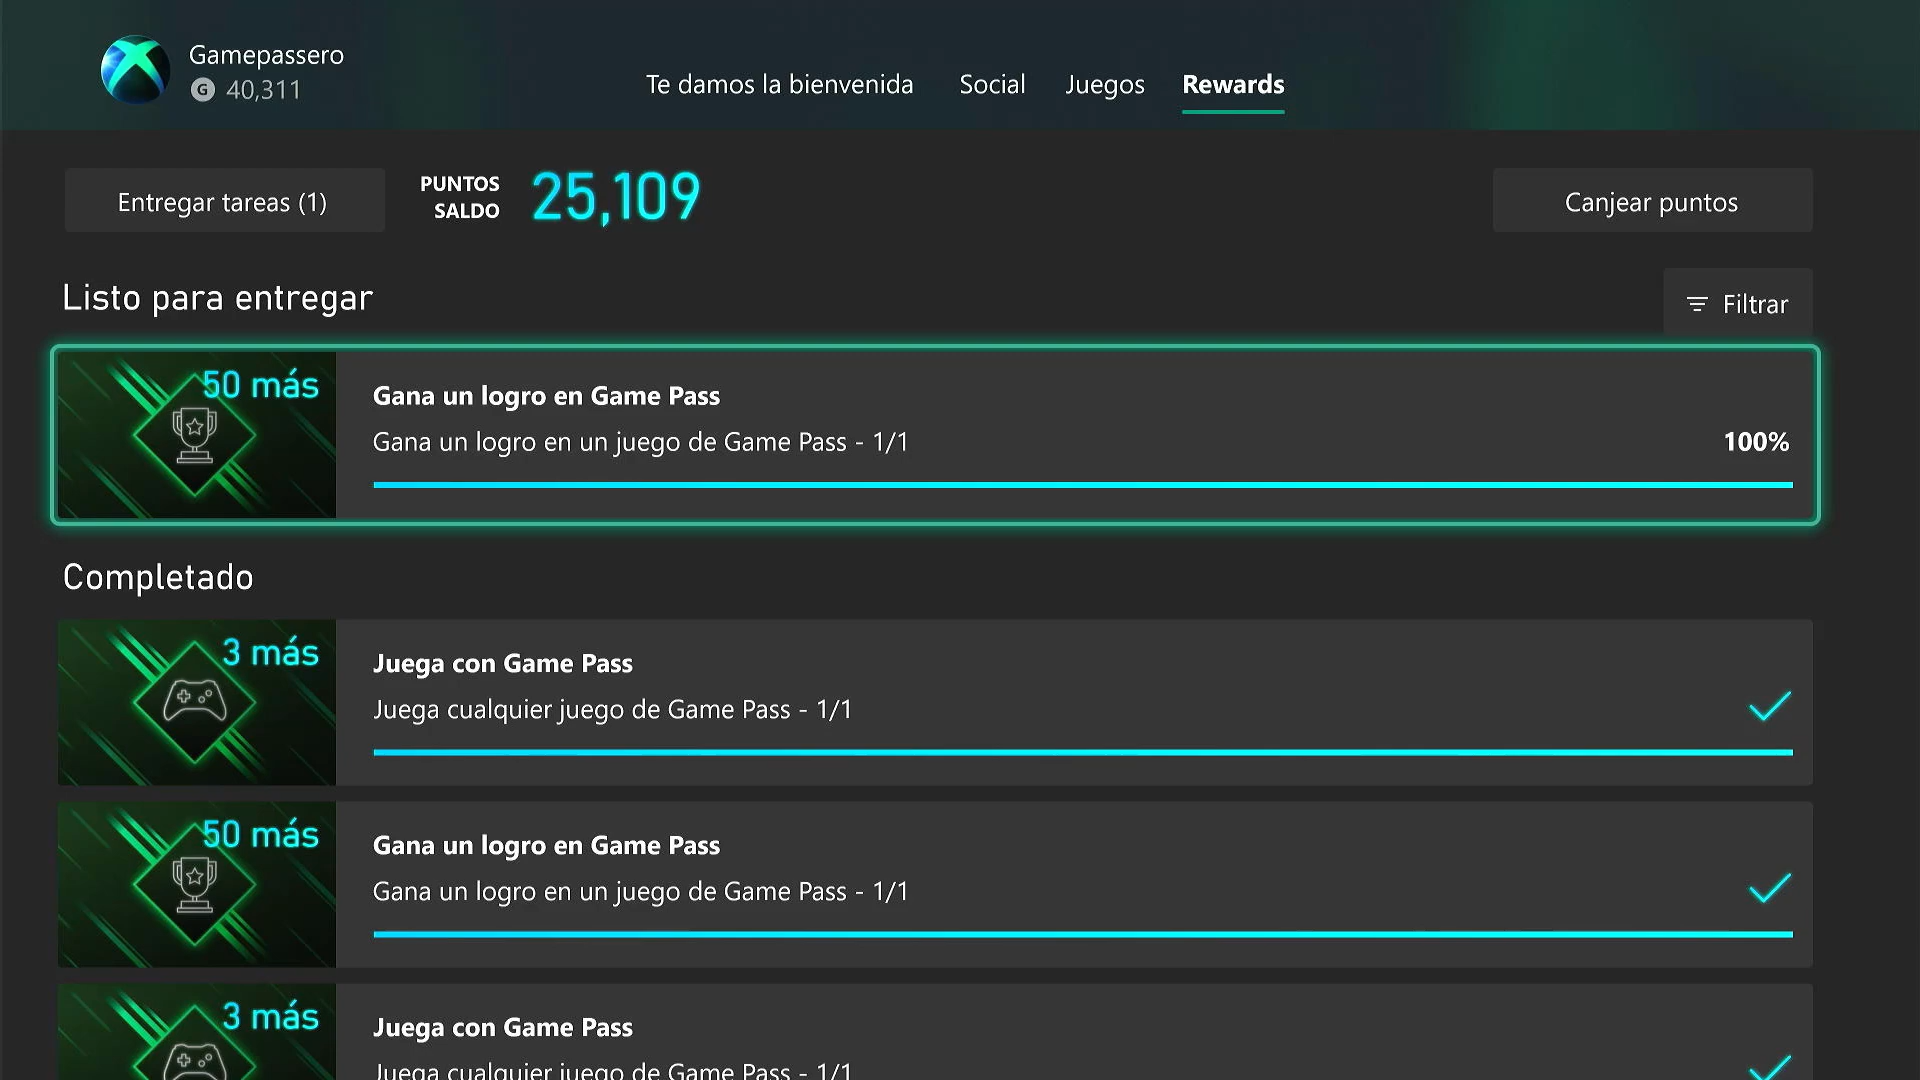 Gamepassero
G 40,311
Te damos la bienvenida
Social
Juegos
Rewards
Entregar tareas (1)
PUNTOS
SALDO
25,109
Canjear puntos
Listo para entregar
Filtrar
50 más
Gana un logro en Game Pass
Gana un logro en un juego de Game Pass - 1/1
100%
Completado
3 más
Juega con Game Pass
Juega cualquier juego de Game Pass - 1/1
50 más
Gana un logro en Game Pass
Gana un logro en un juego de Game Pass - 1/1
3 más
Juega con Game Pass
Juega cualquier juego de Game Pass - 1/1